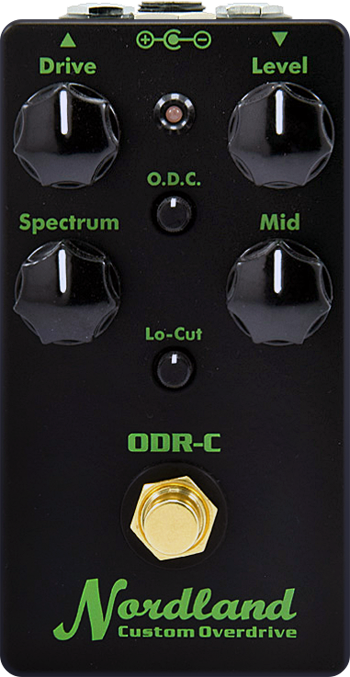 Drive Level
O.D.C.
Spectrum Mid
Lo-Cut
ODR-C
Nordland
Custom Overdrive